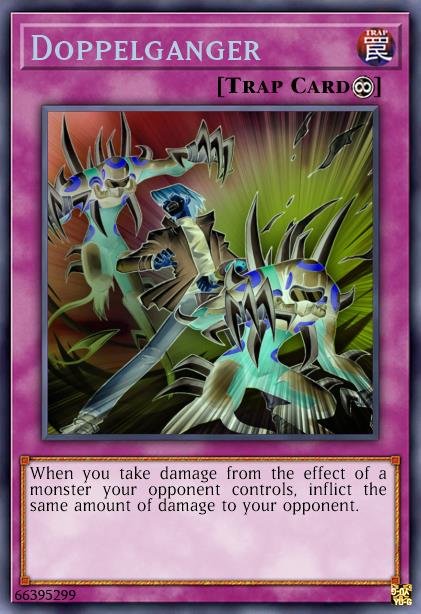 DOPPELGANGER
TRAP
罠
[TRAP CARD]
When you take damage from the effect of a
monster your opponent controls, inflict the
same amount of damage to your opponent.
66395299